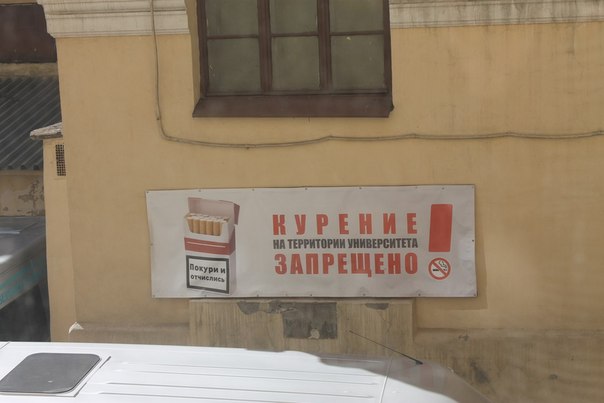 Покури и
отчислись
КУРЕНИЕ
НА ТЕРРИТОРИИ УНИВЕРСИТЕТА
ЗАПРЕЩЕНО